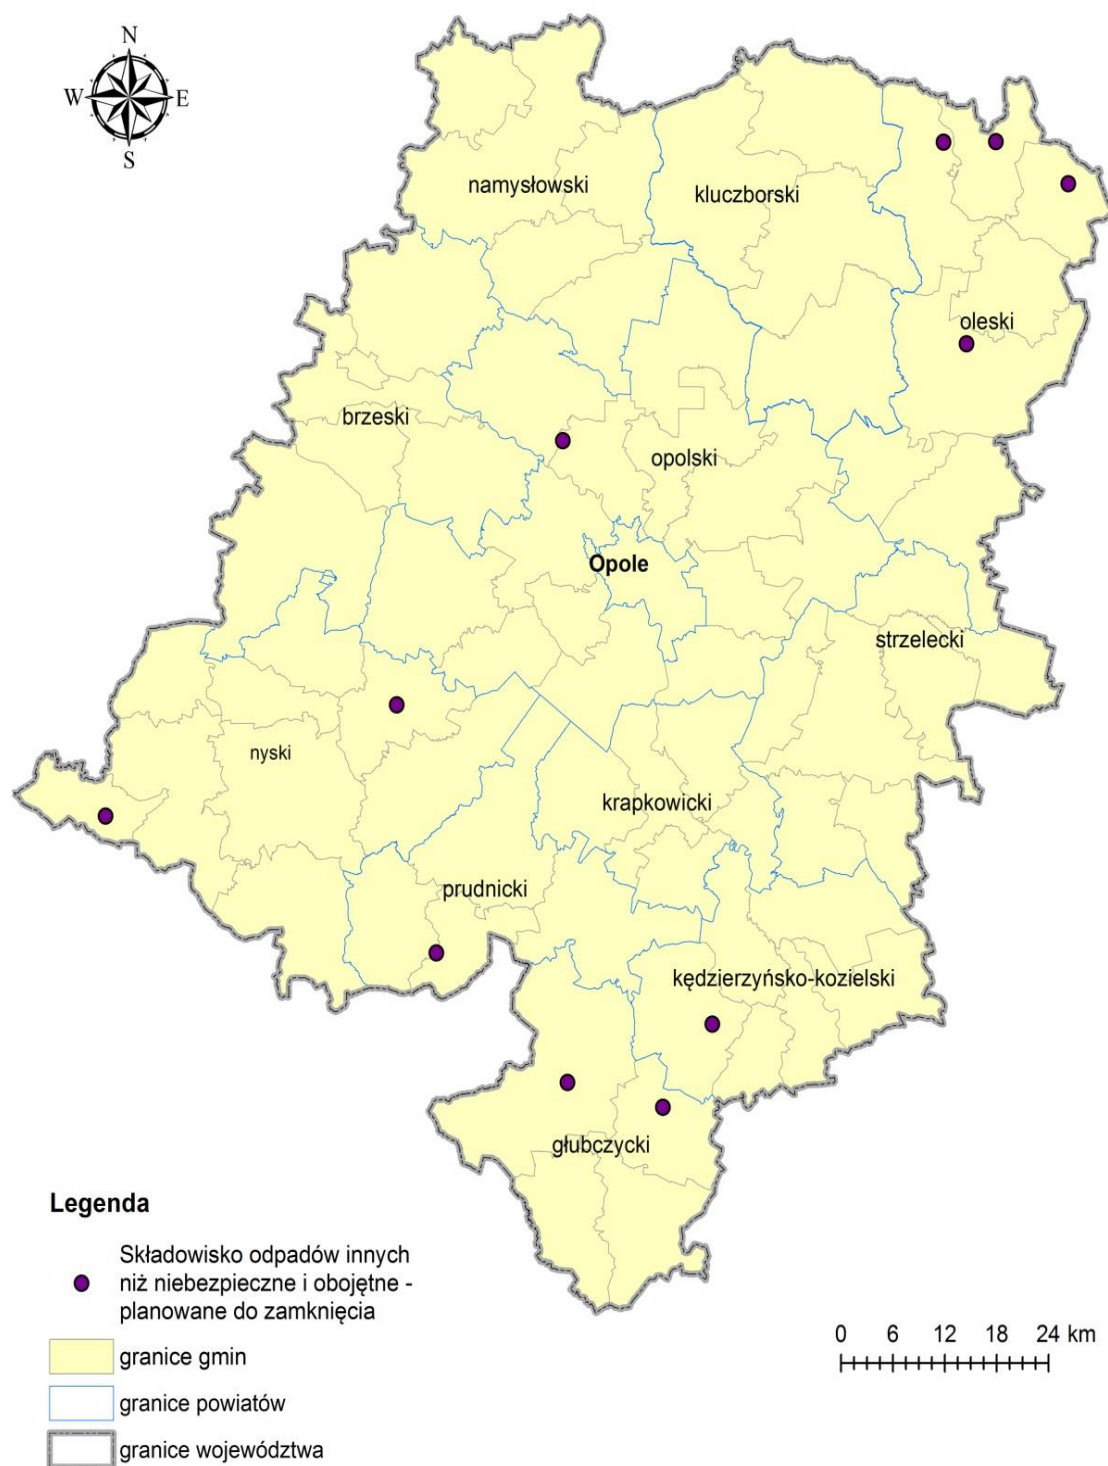 N
W E
S
namysłowski
kluczborski
oleski
brzeski
opolski
Opole
strzelecki
nyski
krapkowicki
prudnicki
kędzierzyńsko-kozielski
głubczycki
Legenda
Składowisko odpadów innych
niż niebezpieczne i obojętne -
planowane do zamknięcia
granice gmin
granice powiatów
granice województwa
0 6 12 18 24 km